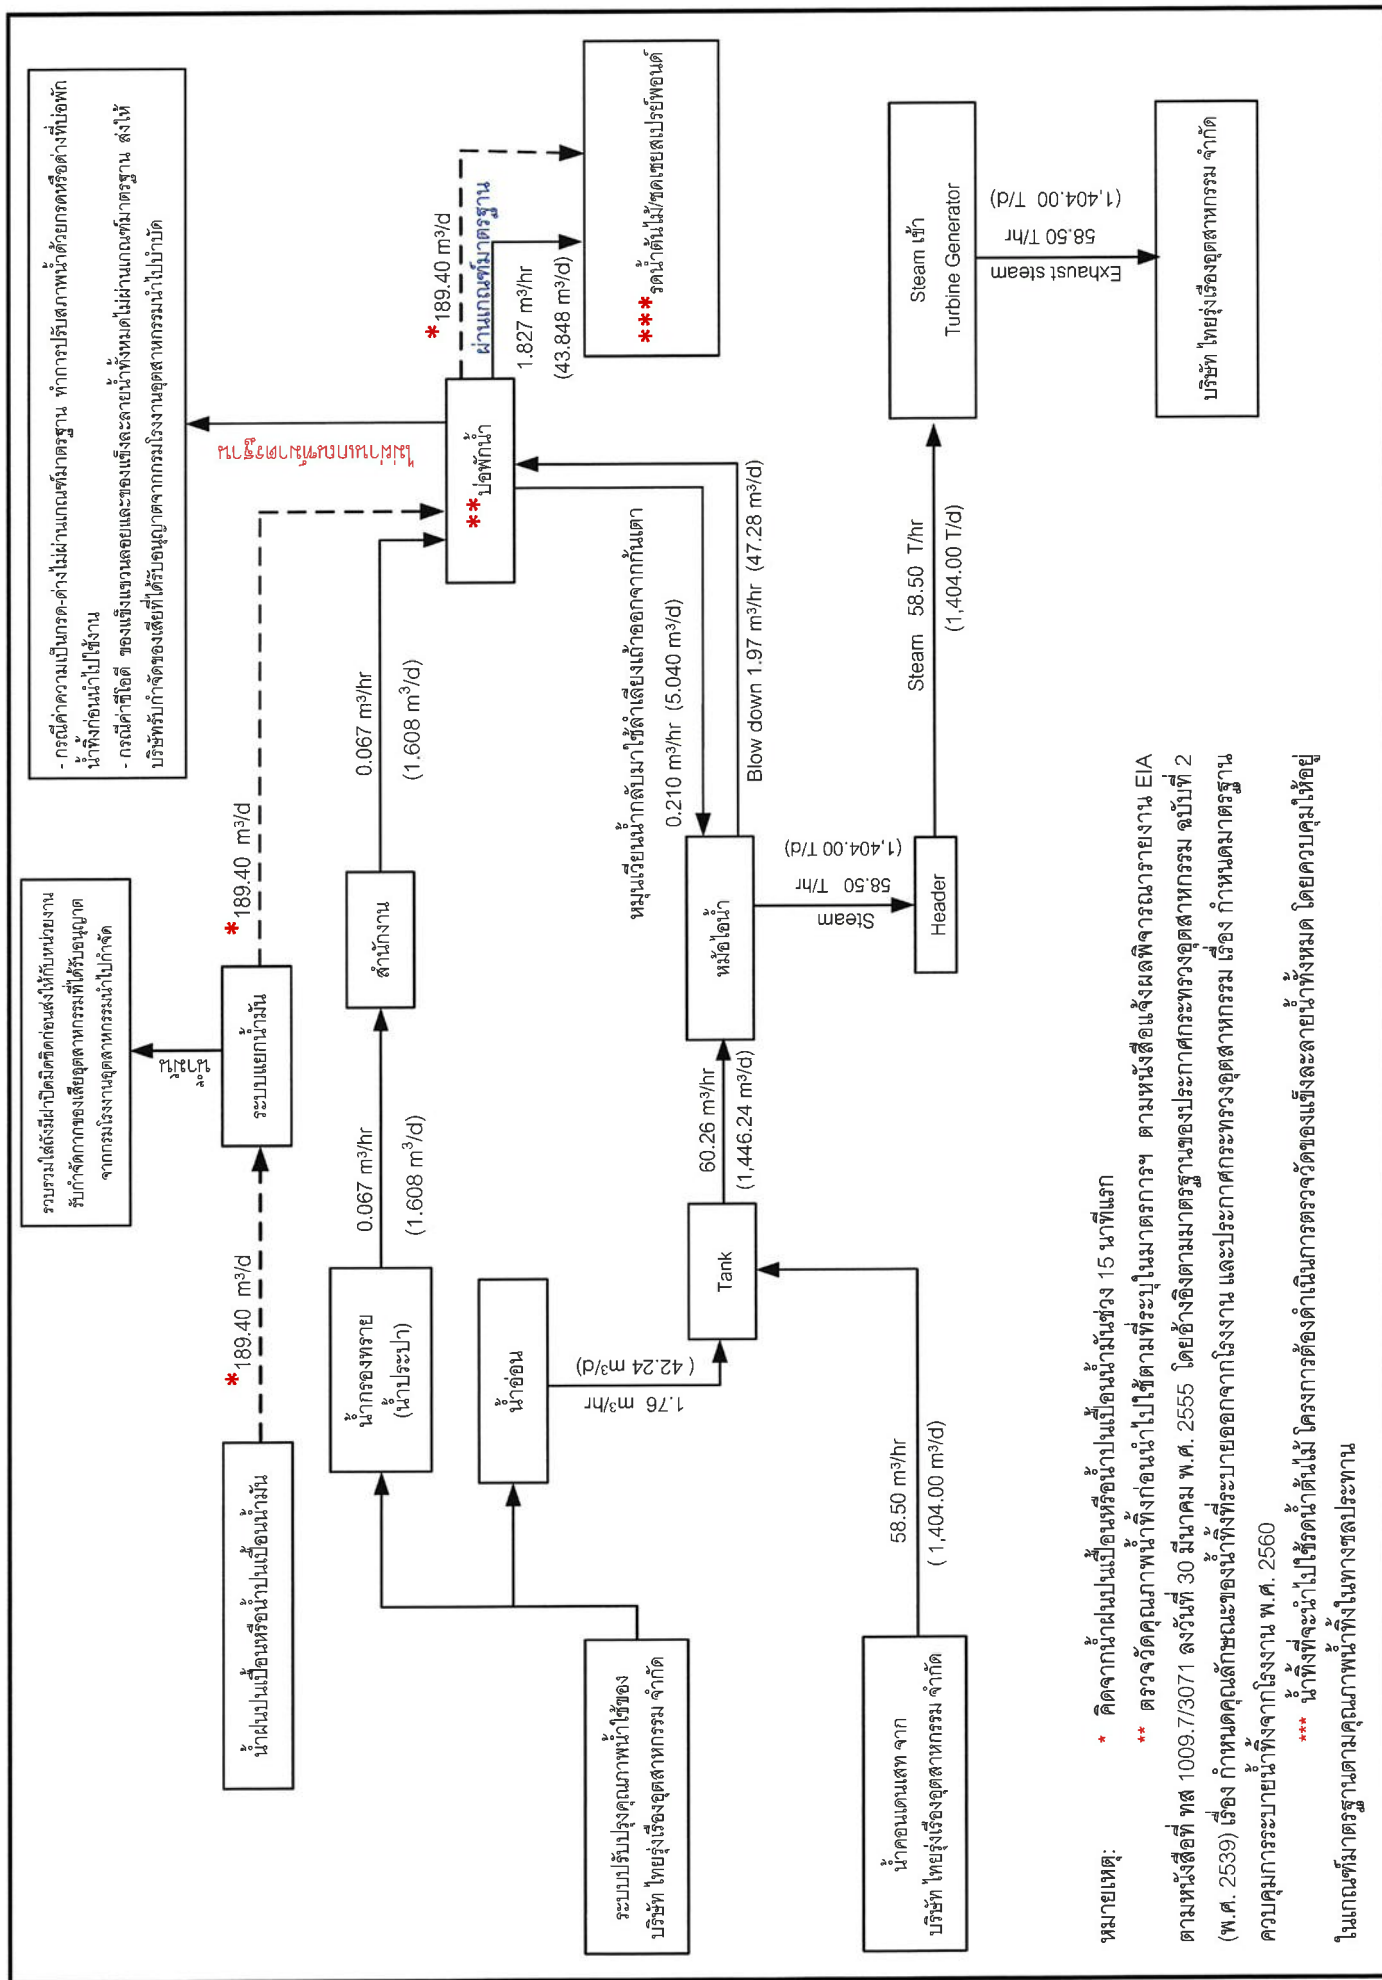 น้ำฝนปนเปื้อนหรือน้ำปนเปื้อนน้ำมัน
*189.40 m³/d
ระบบแยกน้ำมัน
น้ำมัน
รวบรวมใส่ถังมีฝาปิดมิดชิดก่อนส่งให้กับหน่วยงาน
รับกำจัดกากของเสียอุตสาหกรรมที่ได้รับอนุญาต
จากกรมโรงงานอุตสาหกรรมนำไปกำจัด
*189.40 m³/d
- กรณีค่าความเป็นกรด-ด่างไม่ผ่านเกณฑ์มาตรฐาน ทำการปรับสภาพน้ำด้วยกรดหรือด่างที่บ่อพัก
น้ำทิ้งก่อนนำไปใช้งาน
- กรณีค่าซีโอดี ของแข็งแขวนลอยและของแข็งละลายน้ำทั้งหมดไม่ผ่านเกณฑ์มาตรฐาน ส่งให้
บริษัทรับกำจัดของเสียที่ได้รับอนุญาตจากกรมโรงงานอุตสาหกรรมนำไปบำบัด
ไม่ผ่านเกณฑ์มาตรฐาน
ระบบปรับปรุงคุณภาพน้ำใช้ของ
บริษัท ไทยรุ่งเรืองอุตสาหกรรม จำกัด
น้ำกรองทราย
(น้ำประปา)
0.067 m³/hr
(1.608 m³/d)
สำนักงาน
0.067 m³/hr
(1.608 m³/d)
**บ่อพักน้ำ
*189.40 m³/d
ผ่านเกณฑ์มาตรฐาน
1.827 m³/hr
(43.848 m³/d)
***รดน้ำต้นไม้/ชดเชยสเปรย์พอนด์
น้ำอ่อน
1.76 m³/hr
( 42.24 m³/d)
Tank
60.26 m³/hr
(1,446.24 m³/d)
หม้อไอน้ำ
หมุนเวียนน้ำกลับมาใช้ลำเลียงเถ้าออกจากก้นเตา
0.210 m³/hr (5.040 m³/d)
Blow down 1.97 m³/hr (47.28 m³/d)
น้ำคอนเดนเสท จาก
บริษัท ไทยรุ่งเรืองอุตสาหกรรม จำกัด
58.50 m³/hr
( 1,404.00 m³/d)
Steam
58.50 T/hr
(1,404.00 T/d)
Header
Steam 58.50 T/hr
(1,404.00 T/d)
Steam เข้า
Turbine Generator
Exhaust steam
58.50 T/hr
(1,404.00 T/d)
บริษัท ไทยรุ่งเรืองอุตสาหกรรม จำกัด
หมายเหตุ: * คิดจากน้ำฝนปนเปื้อนหรือน้ำปนเปื้อนน้ำมันช่วง 15 นาทีแรก
** ตรวจวัดคุณภาพน้ำทิ้งก่อนนำไปใช้ตามที่ระบุในมาตรการฯ ตามหนังสือแจ้งผลพิจารณารายงาน EIA
ตามหนังสือที่ ทส 1009.7/3071 ลงวันที่ 30 มีนาคม พ.ศ. 2555 โดยอ้างอิงตามมาตรฐานของประกาศกระทรวงอุตสาหกรรม ฉบับที่ 2
(พ.ศ. 2539) เรื่อง กำหนดคุณลักษณะของน้ำทิ้งที่ระบายออกจากโรงงาน และประกาศกระทรวงอุตสาหกรรม เรื่อง กำหนดมาตรฐาน
ควบคุมการระบายน้ำทิ้งจากโรงงาน พ.ศ. 2560
*** น้ำทิ้งที่จะนำไปใช้รดน้ำต้นไม้ โครงการต้องดำเนินการตรวจวัดของแข็งละลายน้ำทั้งหมด โดยควบคุมให้อยู่
ในเกณฑ์มาตรฐานตามคุณภาพน้ำทิ้งในทางชลประทาน